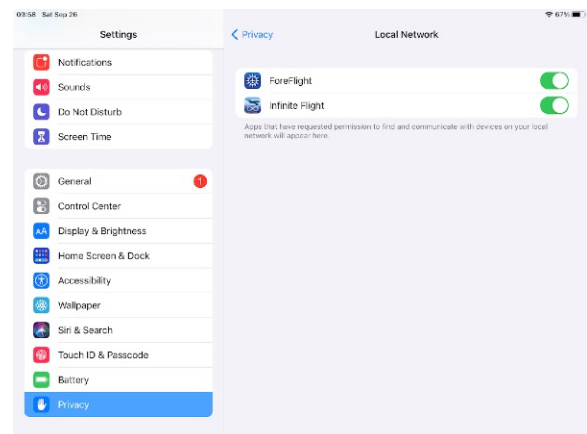 09:58 Sat Sep 26
67%
Settings
Privacy
Local Network
Notifications
Sounds
Do Not Disturb
Screen Time
General
1
Control Center
AA
Display & Brightness
Home Screen & Dock
Accessibility
Wallpaper
Siri & Search
Touch ID & Passcode
Battery
Privacy
ForeFlight
Infinite Flight
Apps that have requested permission to find and communicate with devices on your local
network will appear here.